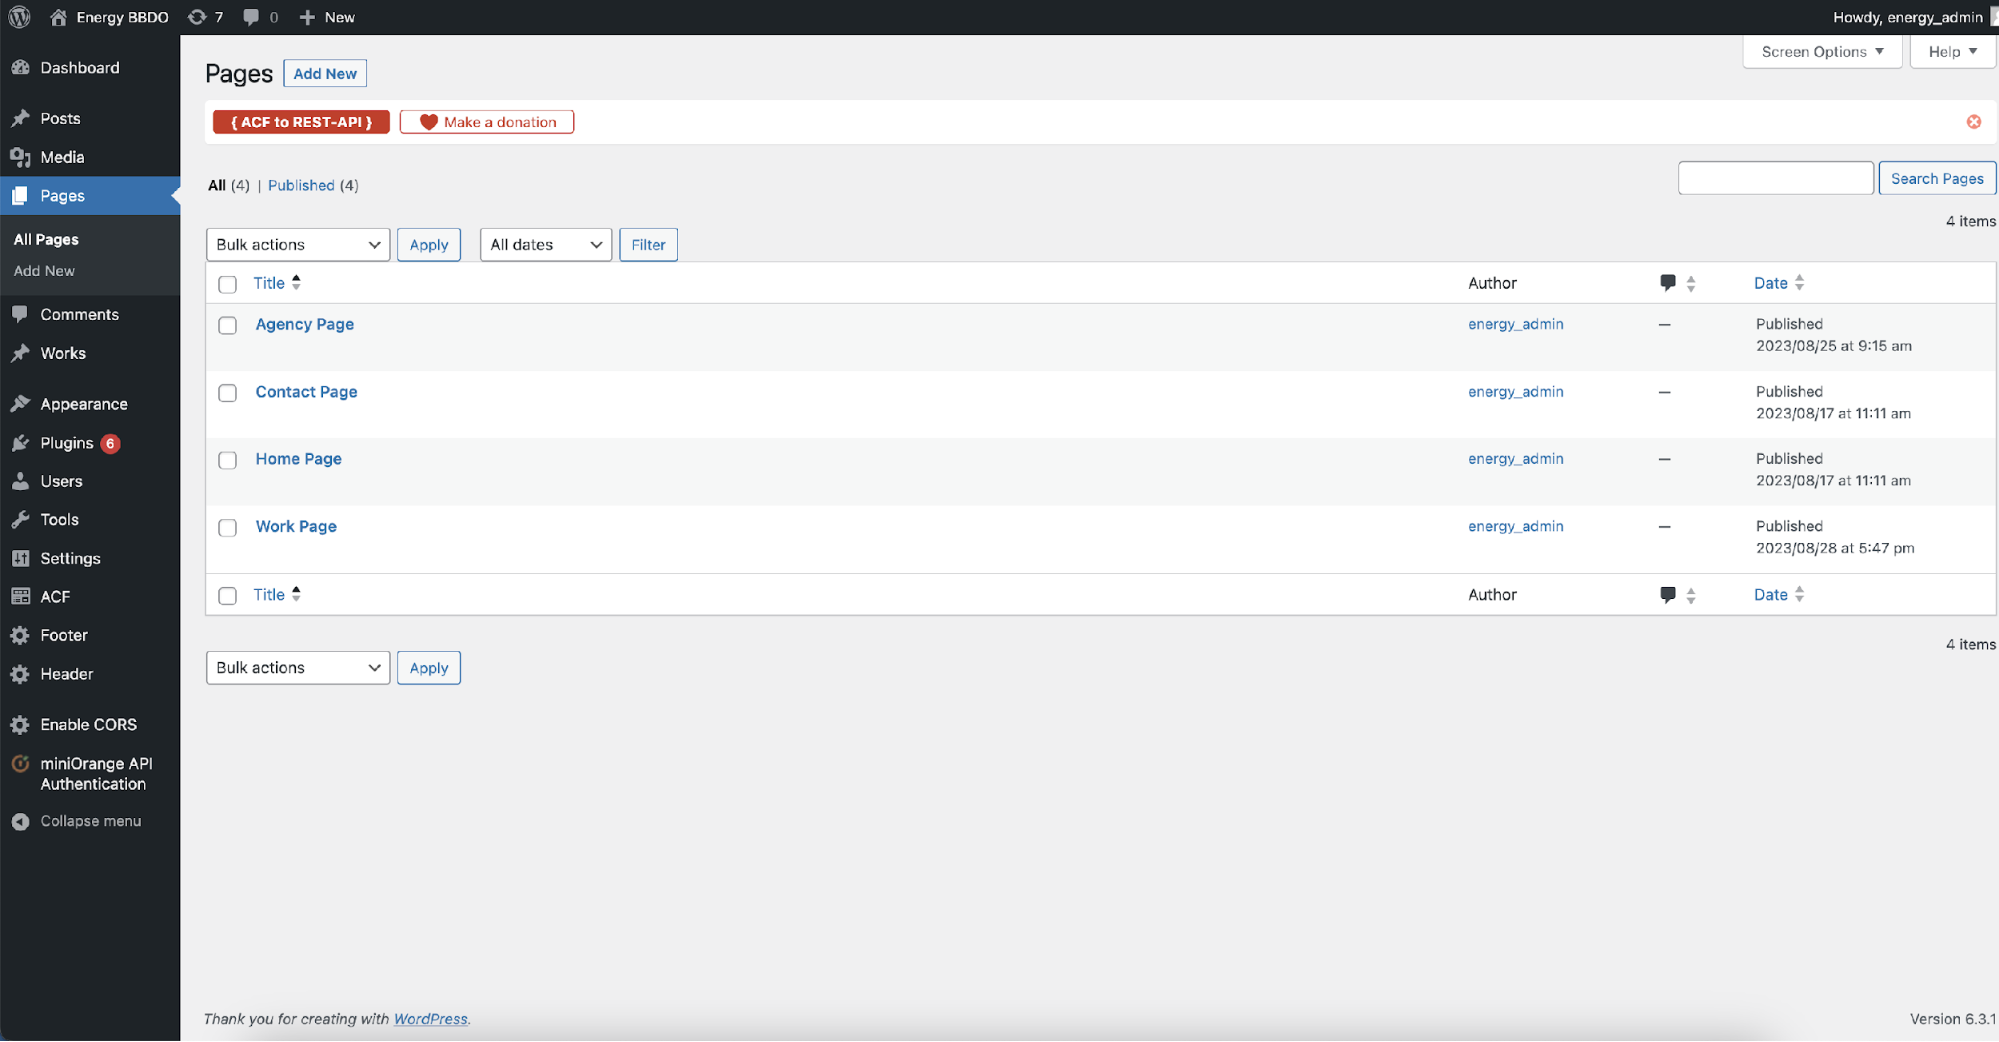 Energy BBDO 7 0 New Howdy, energy_admin
Dashboard
Posts
Media
Pages
All Pages
Add New
Comments
Works
Appearance
Plugins 6
Users
Tools
Settings
ACF
Footer
Header
Enable CORS
miniOrange API
Authentication
Collapse menu
Screen Options Help
Pages Add New
{ ACF to REST-API } Make a donation
All (4) | Published (4)
Search Pages
4 items
Bulk actions Apply All dates Filter
Title Author Date
Agency Page energy_admin — Published
2023/08/25 at 9:15 am
Contact Page energy_admin — Published
2023/08/17 at 11:11 am
Home Page energy_admin — Published
2023/08/17 at 11:11 am
Work Page energy_admin — Published
2023/08/28 at 5:47 pm
Title Author Date
4 items
Bulk actions Apply
Thank you for creating with WordPress. Version 6.3.1